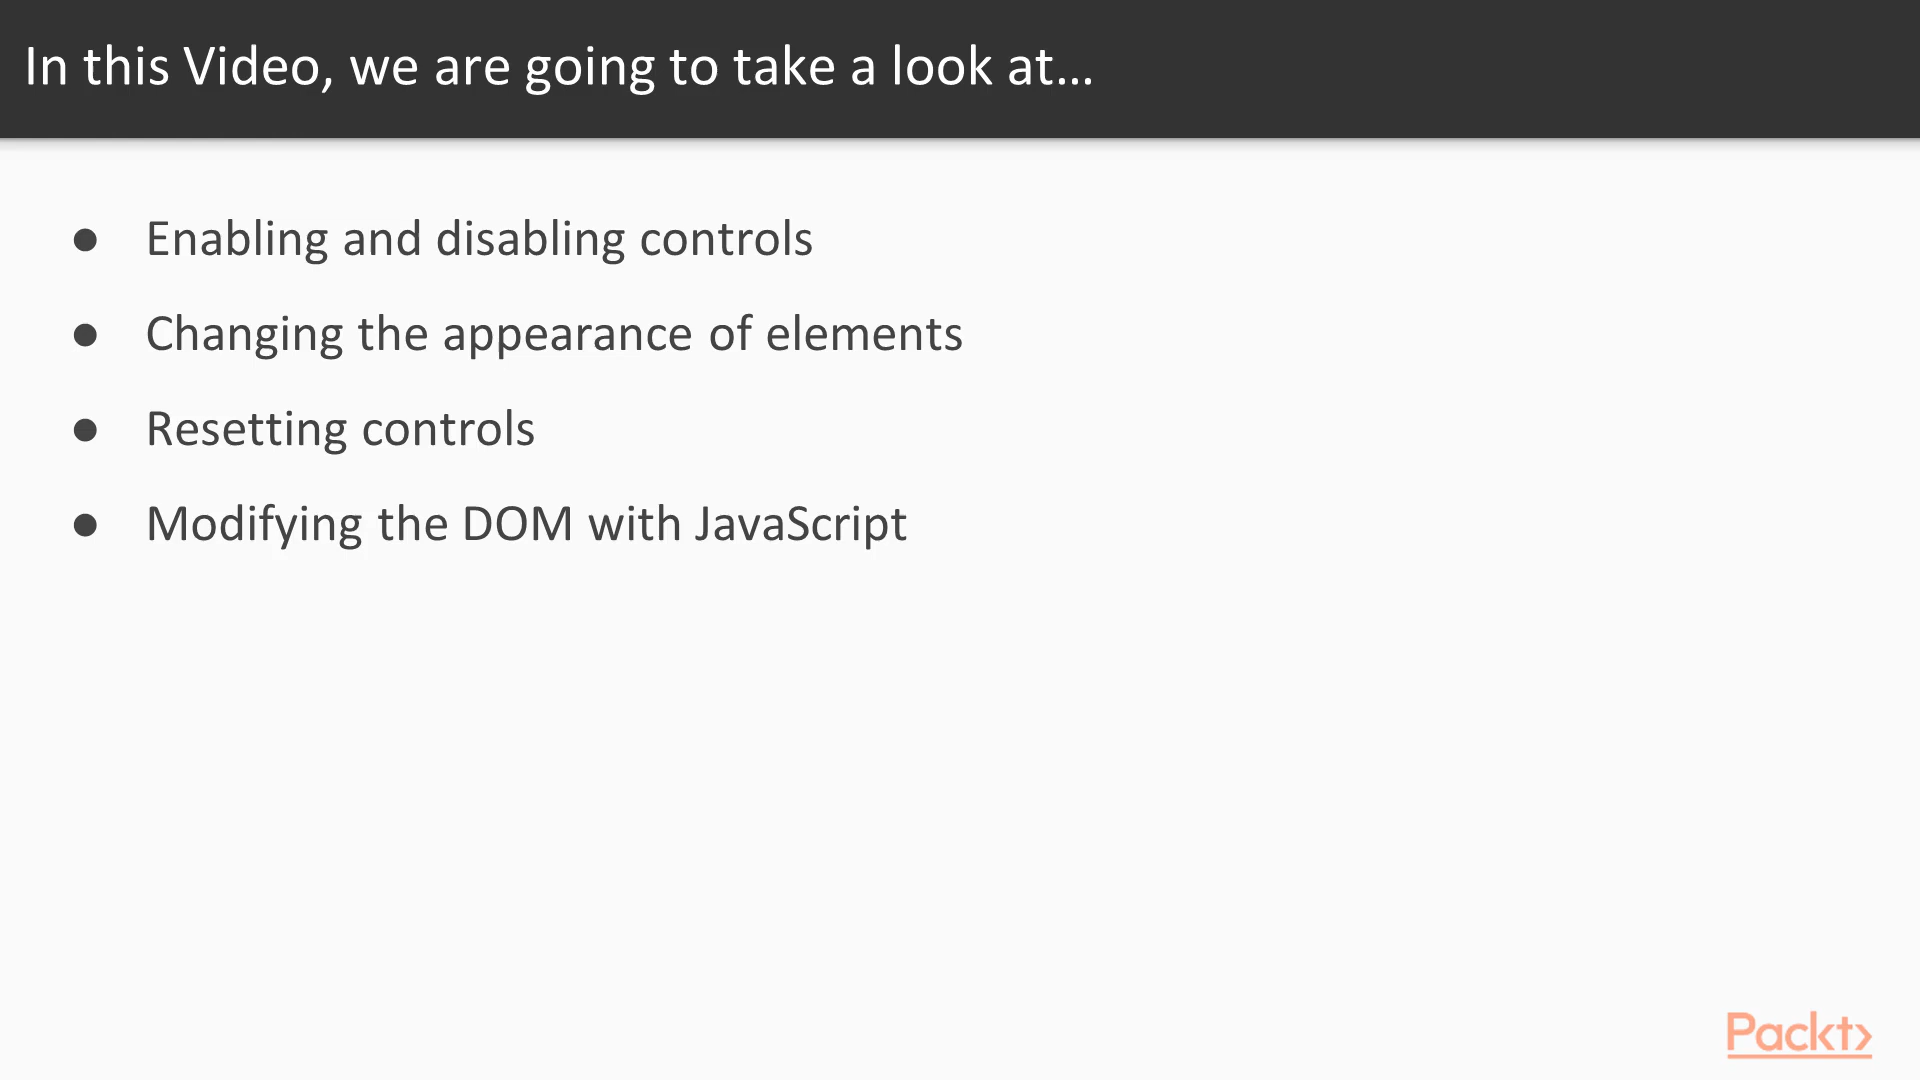 In this Video, we are going to take a look at...
● Enabling and disabling controls
● Changing the appearance of elements
● Resetting controls
● Modifying the DOM with JavaScript
Packt>